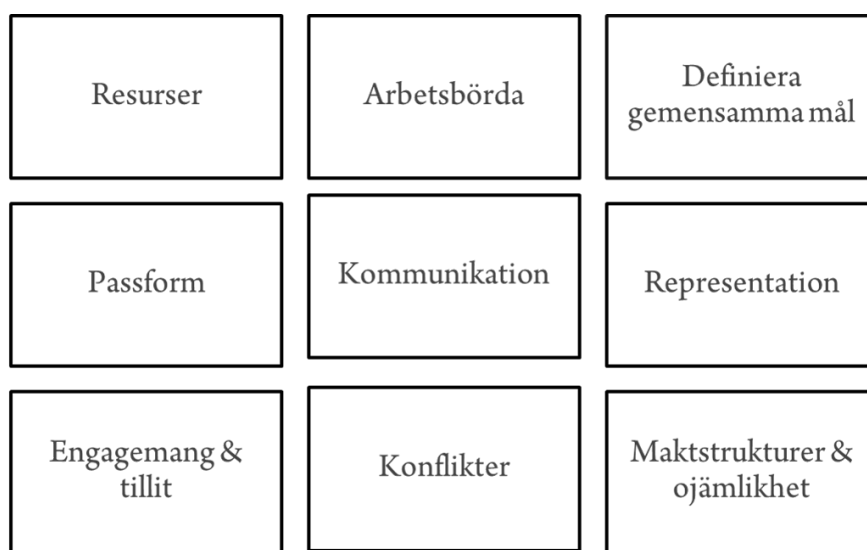 Resurser
Arbetsbörda
Definiera
gemensamma mål
Passform
Kommunikation
Representation
Engagemang &
tillit
Konflikter
Maktstrukturer &
ojämlikhet